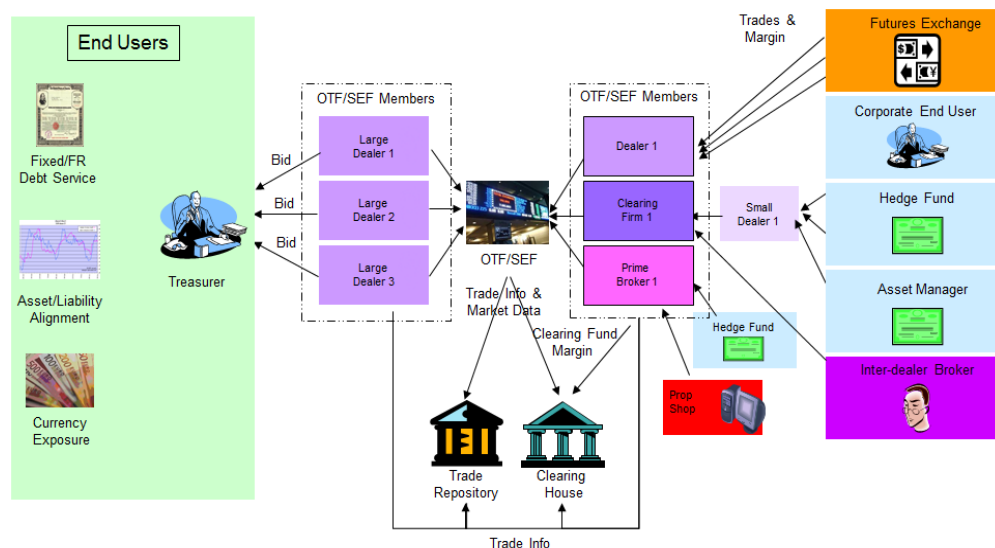 End Users
Fixed/FR
Debt Service
Asset/Liability
Alignment
Currency
Exposure
Treasurer
Bid
Bid
Bid
OTF/SEF Members
Large
Dealer 1
Large
Dealer 2
Large
Dealer 3
OTF/SEF
Trade Info &
Market Data
Clearing Fund
Margin
OTF/SEF Members
Dealer 1
Clearing
Firm 1
Prime
Broker 1
Small
Dealer 1
Hedge Fund
Prop
Shop
Trades &
Margin
Futures Exchange
Corporate End User
Hedge Fund
Asset Manager
Inter-dealer Broker
Trade
Repository
Clearing
House
Trade Info